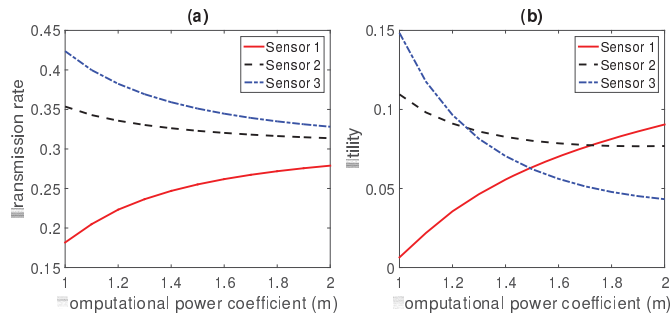 (a)
0.45
0.4
0.35
0.3
0.25
0.2
0.15
1
1.2
1.4
1.6
1.8
2
Sensor 1
Sensor 2
Sensor 3
ransmission rate
omputational power coefficient (m)
(b)
0.15
0.1
0.05
0
1
1.2
1.4
1.6
1.8
2
Sensor 1
Sensor 2
Sensor 3
tility
omputational power coefficient (m)